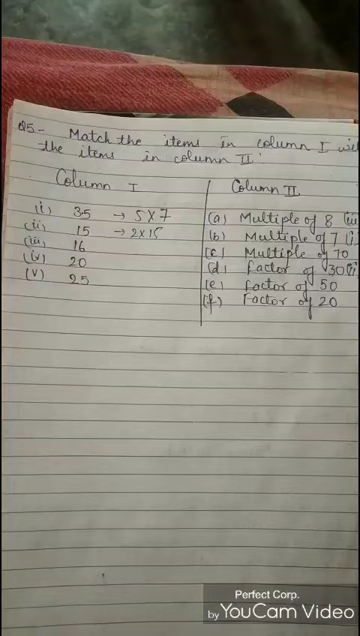 Q5- Match the items in column I with
the items in column II.
Column I
Column II
(i) 35 → 5×7
(ii) 15 → 2×15
(iii) 16
(iv) 20
(v) 25
(a) Multiple of 8 (iii
(b) Multiple of 7 (i
(c) Multiple of 70
(d) Factor of 30 (i
(e) Factor of 50
(f) Factor of 20
Perfect Corp.
by YouCam Video